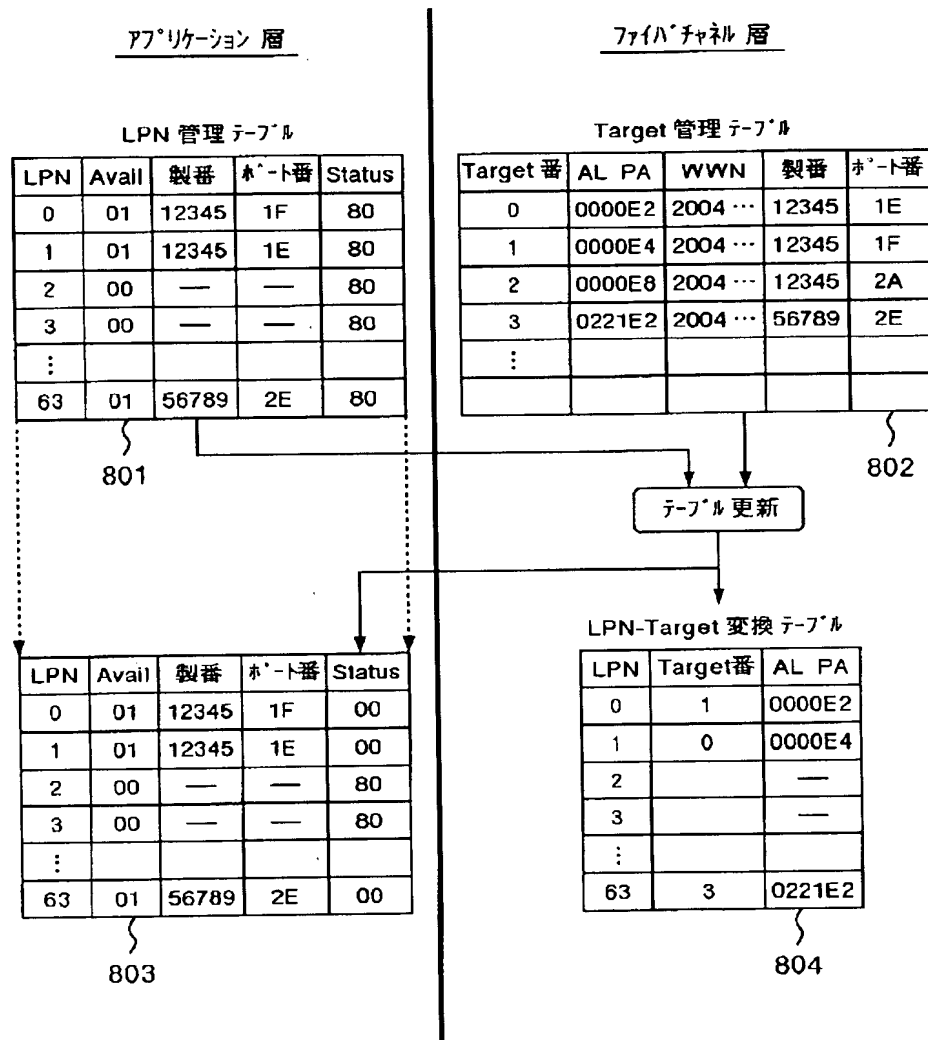 アプリケーション 層
ファイバチャネル 層
LPN 管理 テーブル
LPN Avail 製番 ポート番 Status
0 01 12345 1F 80
1 01 12345 1E 80
2 00 — — 80
3 00 — — 80
⋮
63 01 56789 2E 80
801
Target 管理 テーブル
Target 番 AL PA WWN 製番 ポート番
0 0000E2 2004 ⋯ 12345 1E
1 0000E4 2004 ⋯ 12345 1F
2 0000E8 2004 ⋯ 12345 2A
3 0221E2 2004 ⋯ 56789 2E
⋮
802
テーブル 更新
LPN Avail 製番 ポート番 Status
0 01 12345 1F 00
1 01 12345 1E 00
2 00 — — 80
3 00 — — 80
⋮
63 01 56789 2E 00
803
LPN-Target 変換 テーブル
LPN Target番 AL PA
0 1 0000E2
1 0 0000E4
2 —
3 —
⋮
63 3 0221E2
804